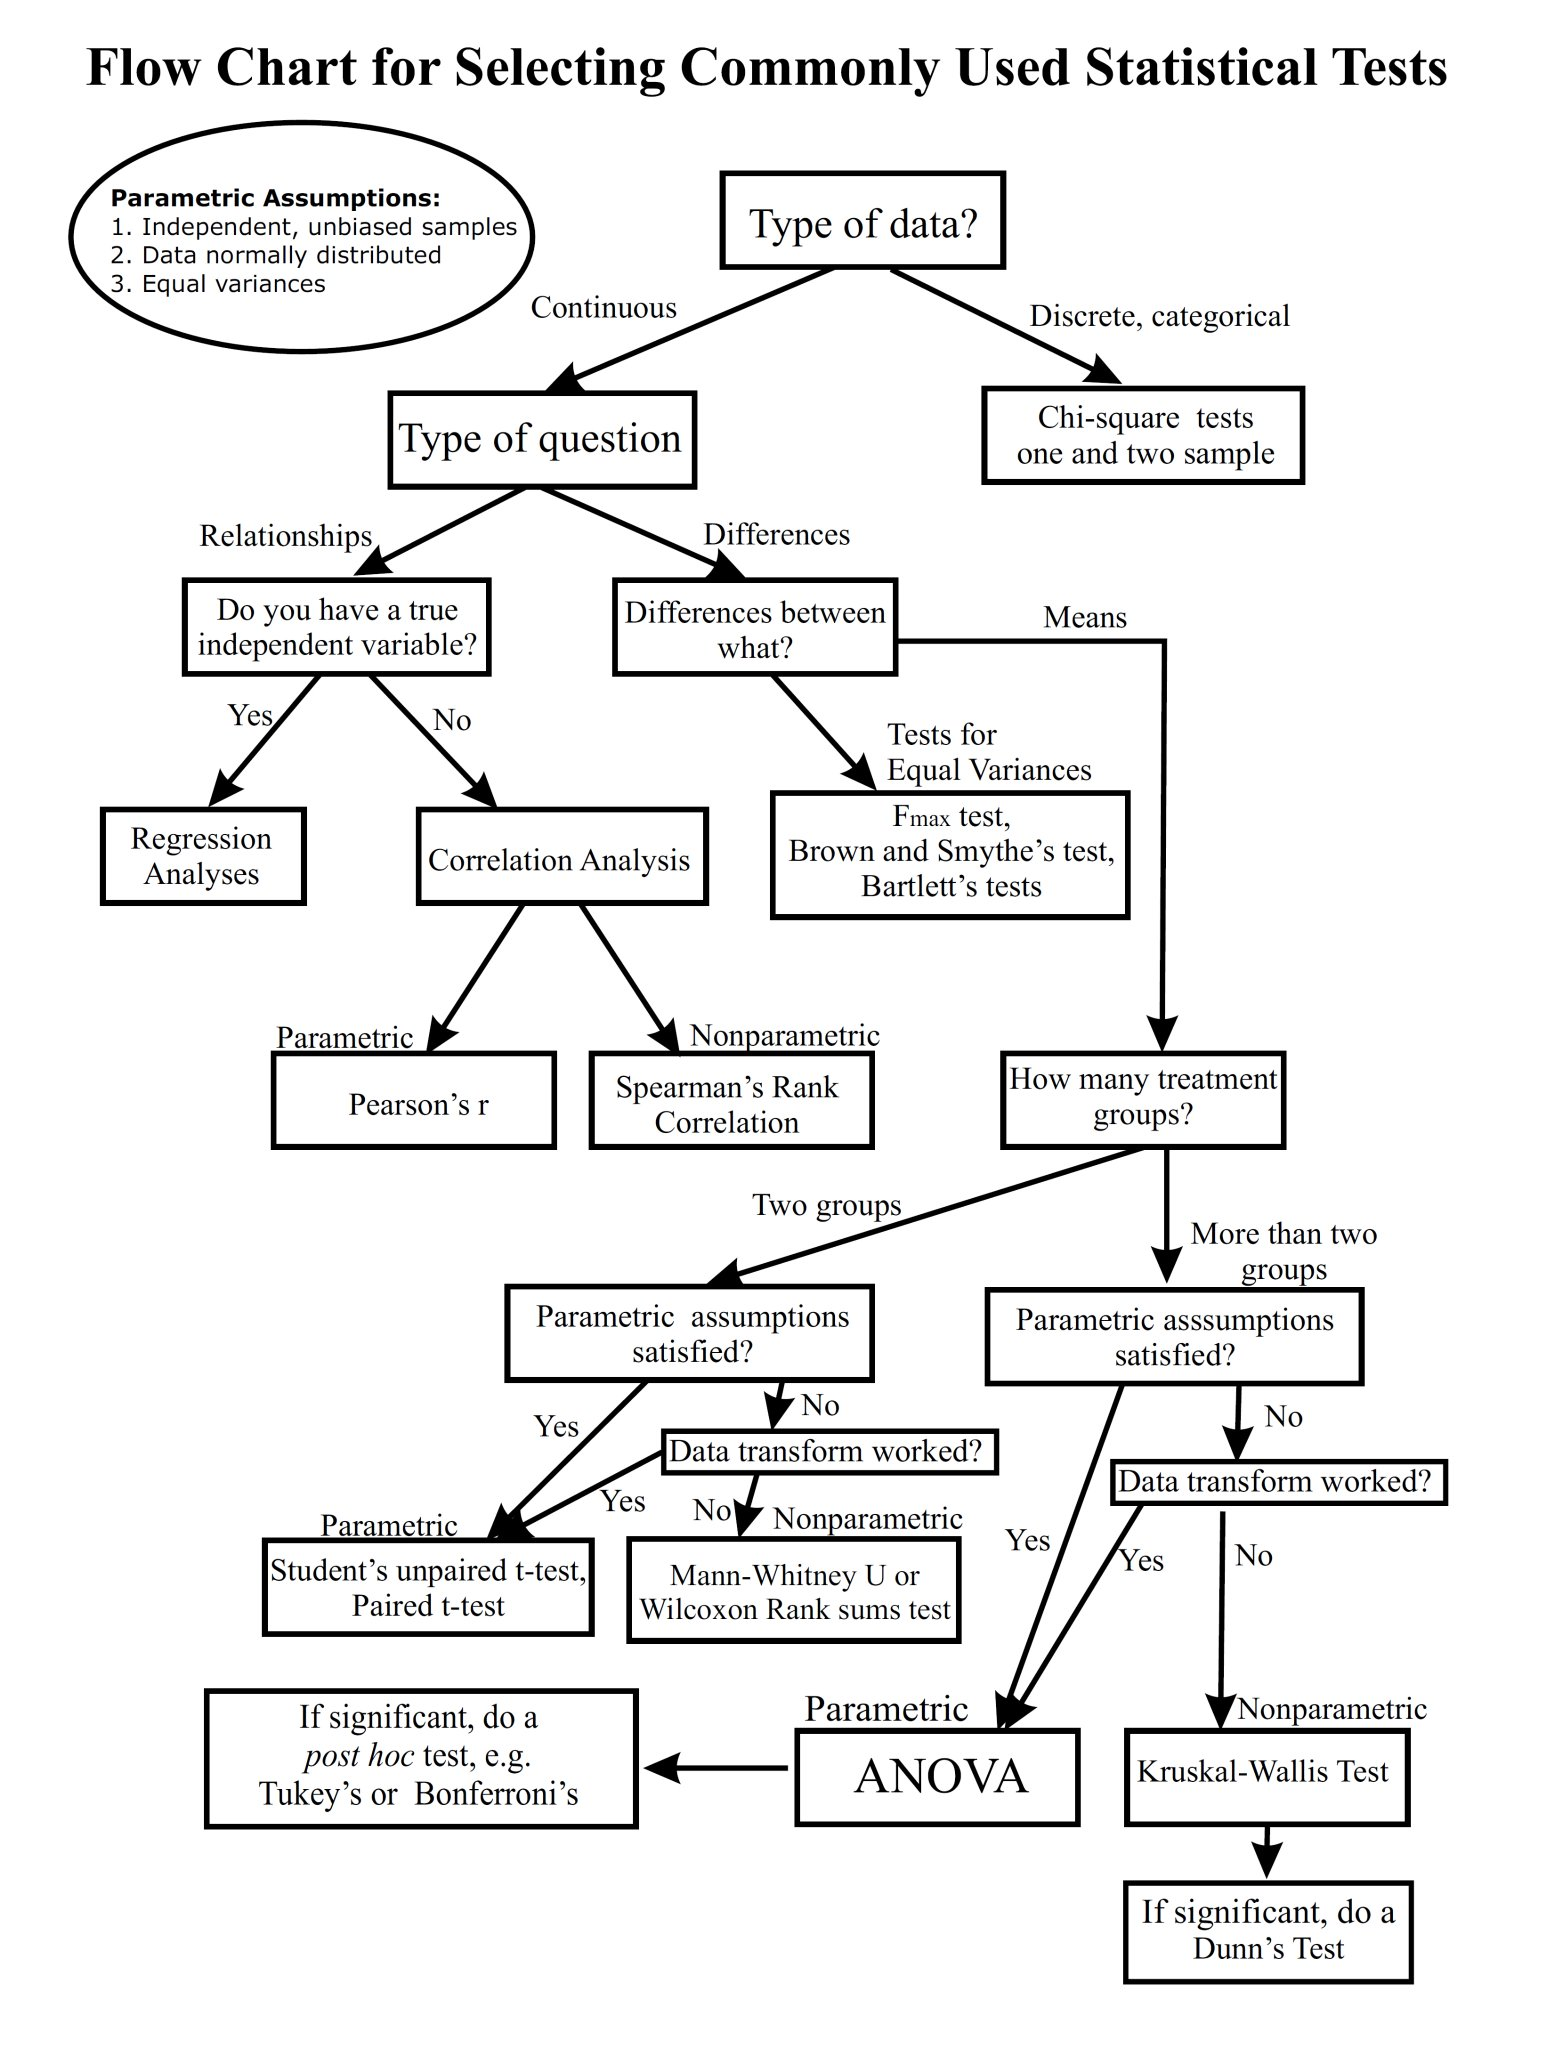 Flow Chart for Selecting Commonly Used Statistical Tests
Parametric Assumptions:
1. Independent, unbiased samples
2. Data normally distributed
3. Equal variances
Type of data?
Continuous
Discrete, categorical
Type of question
Chi-square tests
one and two sample
Relationships
Differences
Do you have a true
independent variable?
Differences between
what?
Means
Yes
No
Tests for
Equal Variances
Regression
Analyses
Correlation Analysis
Fmax test,
Brown and Smythe’s test,
Bartlett’s tests
Parametric
Nonparametric
Pearson’s r
Spearman’s Rank
Correlation
How many treatment
groups?
Two groups
More than two
groups
Parametric assumptions
satisfied?
Parametric asssumptions
satisfied?
Yes
No
No
Data transform worked?
Data transform worked?
Yes
No
Yes
Yes
No
Parametric
Nonparametric
Student’s unpaired t-test,
Paired t-test
Mann-Whitney U or
Wilcoxon Rank sums test
Parametric
Nonparametric
If significant, do a
post hoc test, e.g.
Tukey’s or Bonferroni’s
ANOVA
Kruskal-Wallis Test
If significant, do a
Dunn’s Test